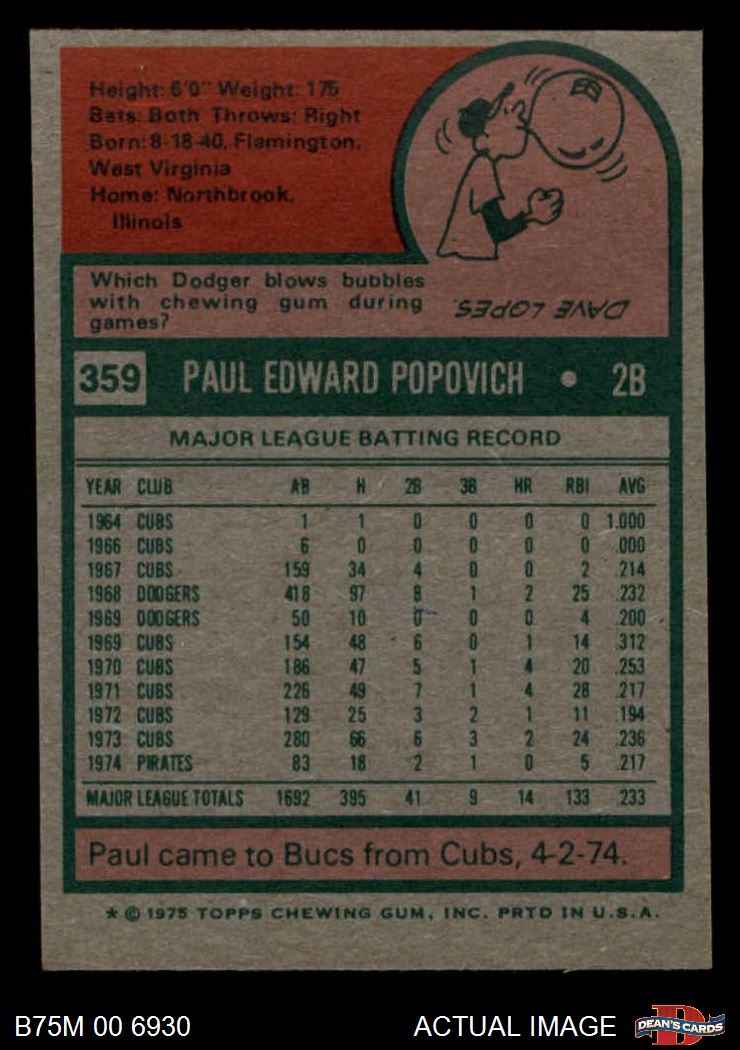 Height: 6'0" Weight: 175
Bats: Both Throws: Right
Born: 8-18-40, Flamington,
West Virginia
Home: Northbrook,
Illinois
Which Dodger blows bubbles
with chewing gum during
games?
DAVE LOPES.
359 PAUL EDWARD POPOVICH • 2B
MAJOR LEAGUE BATTING RECORD
YEAR CLUB AB H 2B 3B HR RBI AVG
1964 CUBS 1 1 0 0 0 0 1.000
1966 CUBS 6 0 0 0 0 0 .000
1967 CUBS 159 34 4 0 0 2 .214
1968 DODGERS 418 97 8 1 2 25 .232
1969 DODGERS 50 10 0 0 0 4 .200
1969 CUBS 154 48 6 0 1 14 .312
1970 CUBS 186 47 5 1 4 20 .253
1971 CUBS 226 49 7 1 4 28 .217
1972 CUBS 129 25 3 2 1 11 .194
1973 CUBS 280 66 6 3 2 24 .236
1974 PIRATES 83 18 2 1 0 5 .217
MAJOR LEAGUE TOTALS 1692 395 41 9 14 133 .233
Paul came to Bucs from Cubs, 4-2-74.
* © 1975 TOPPS CHEWING GUM, INC. PRTD IN U.S.A.
B75M 00 6930 ACTUAL IMAGE D DEAN'S CARDS